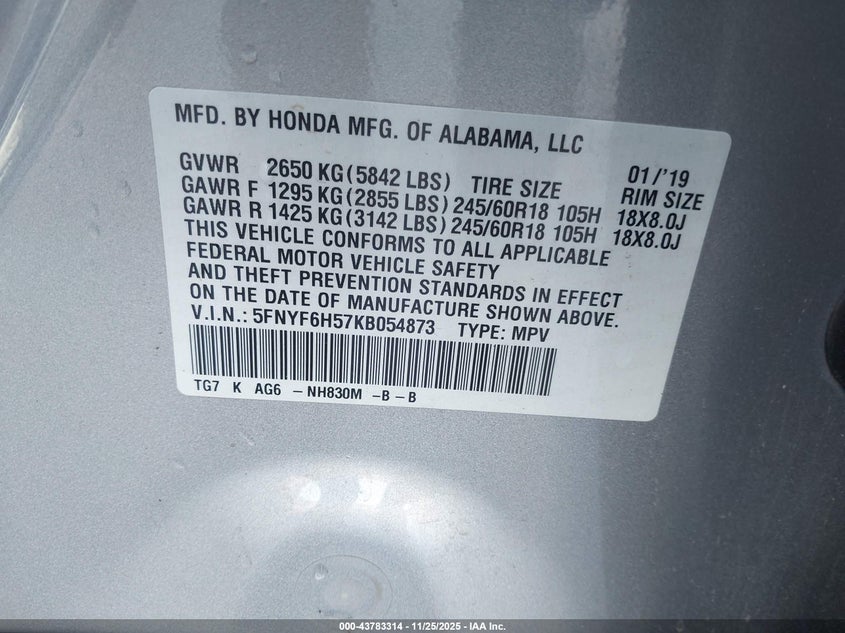 MFD. BY HONDA MFG. OF ALABAMA, LLC
GVWR 2650 KG (5842 LBS) TIRE SIZE 01/'19 RIM SIZE
GAWR F 1295 KG (2855 LBS) 245/60R18 105H 18X8.0J
GAWR R 1425 KG (3142 LBS) 245/60R18 105H 18X8.0J
THIS VEHICLE CONFORMS TO ALL APPLICABLE
FEDERAL MOTOR VEHICLE SAFETY
AND THEFT PREVENTION STANDARDS IN EFFECT
ON THE DATE OF MANUFACTURE SHOWN ABOVE.
V.I.N.: 5FNYF6H57KB054873 TYPE: MPV
TG7 K AG6 - NH830M - B - B
000-43783314 - 11/25/2025 - IAA Inc.